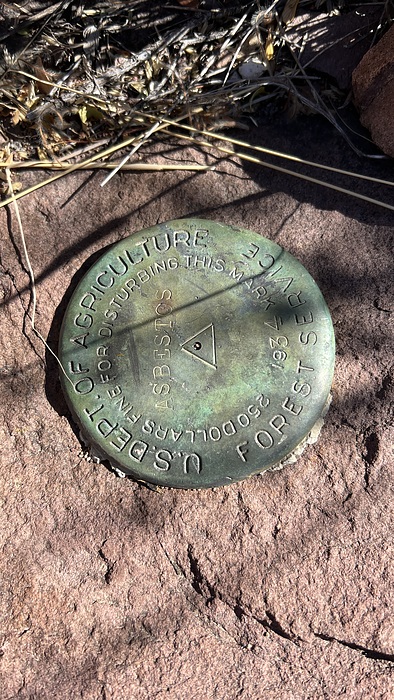 U.S. DEPT. OF AGRICULTURE
FOREST SERVICE
250 DOLLARS FINE FOR DISTURBING THIS MARK
ASBESTOS
1934